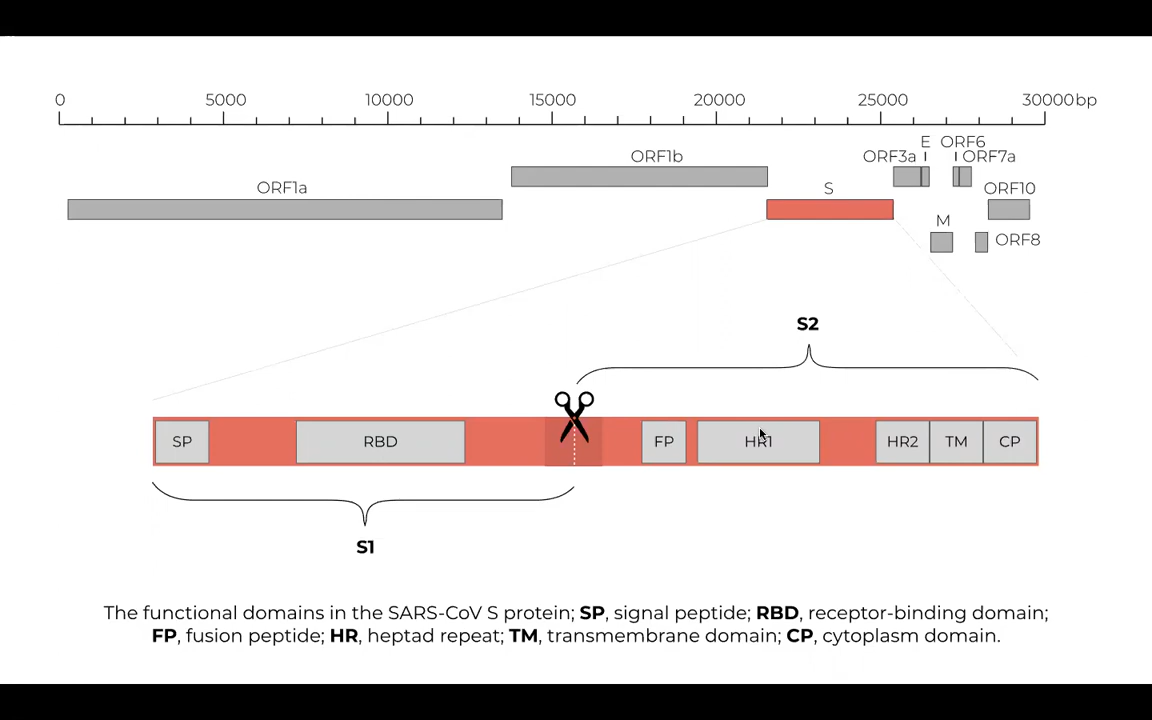 0 5000 10000 15000 20000 25000 30000bp
E ORF6
ORF1b ORF3a ORF7a
ORF1a S ORF10
M
ORF8
S2
SP RBD FP HR1 HR2 TM CP
S1
The functional domains in the SARS-CoV S protein; SP, signal peptide; RBD, receptor-binding domain;
FP, fusion peptide; HR, heptad repeat; TM, transmembrane domain; CP, cytoplasm domain.